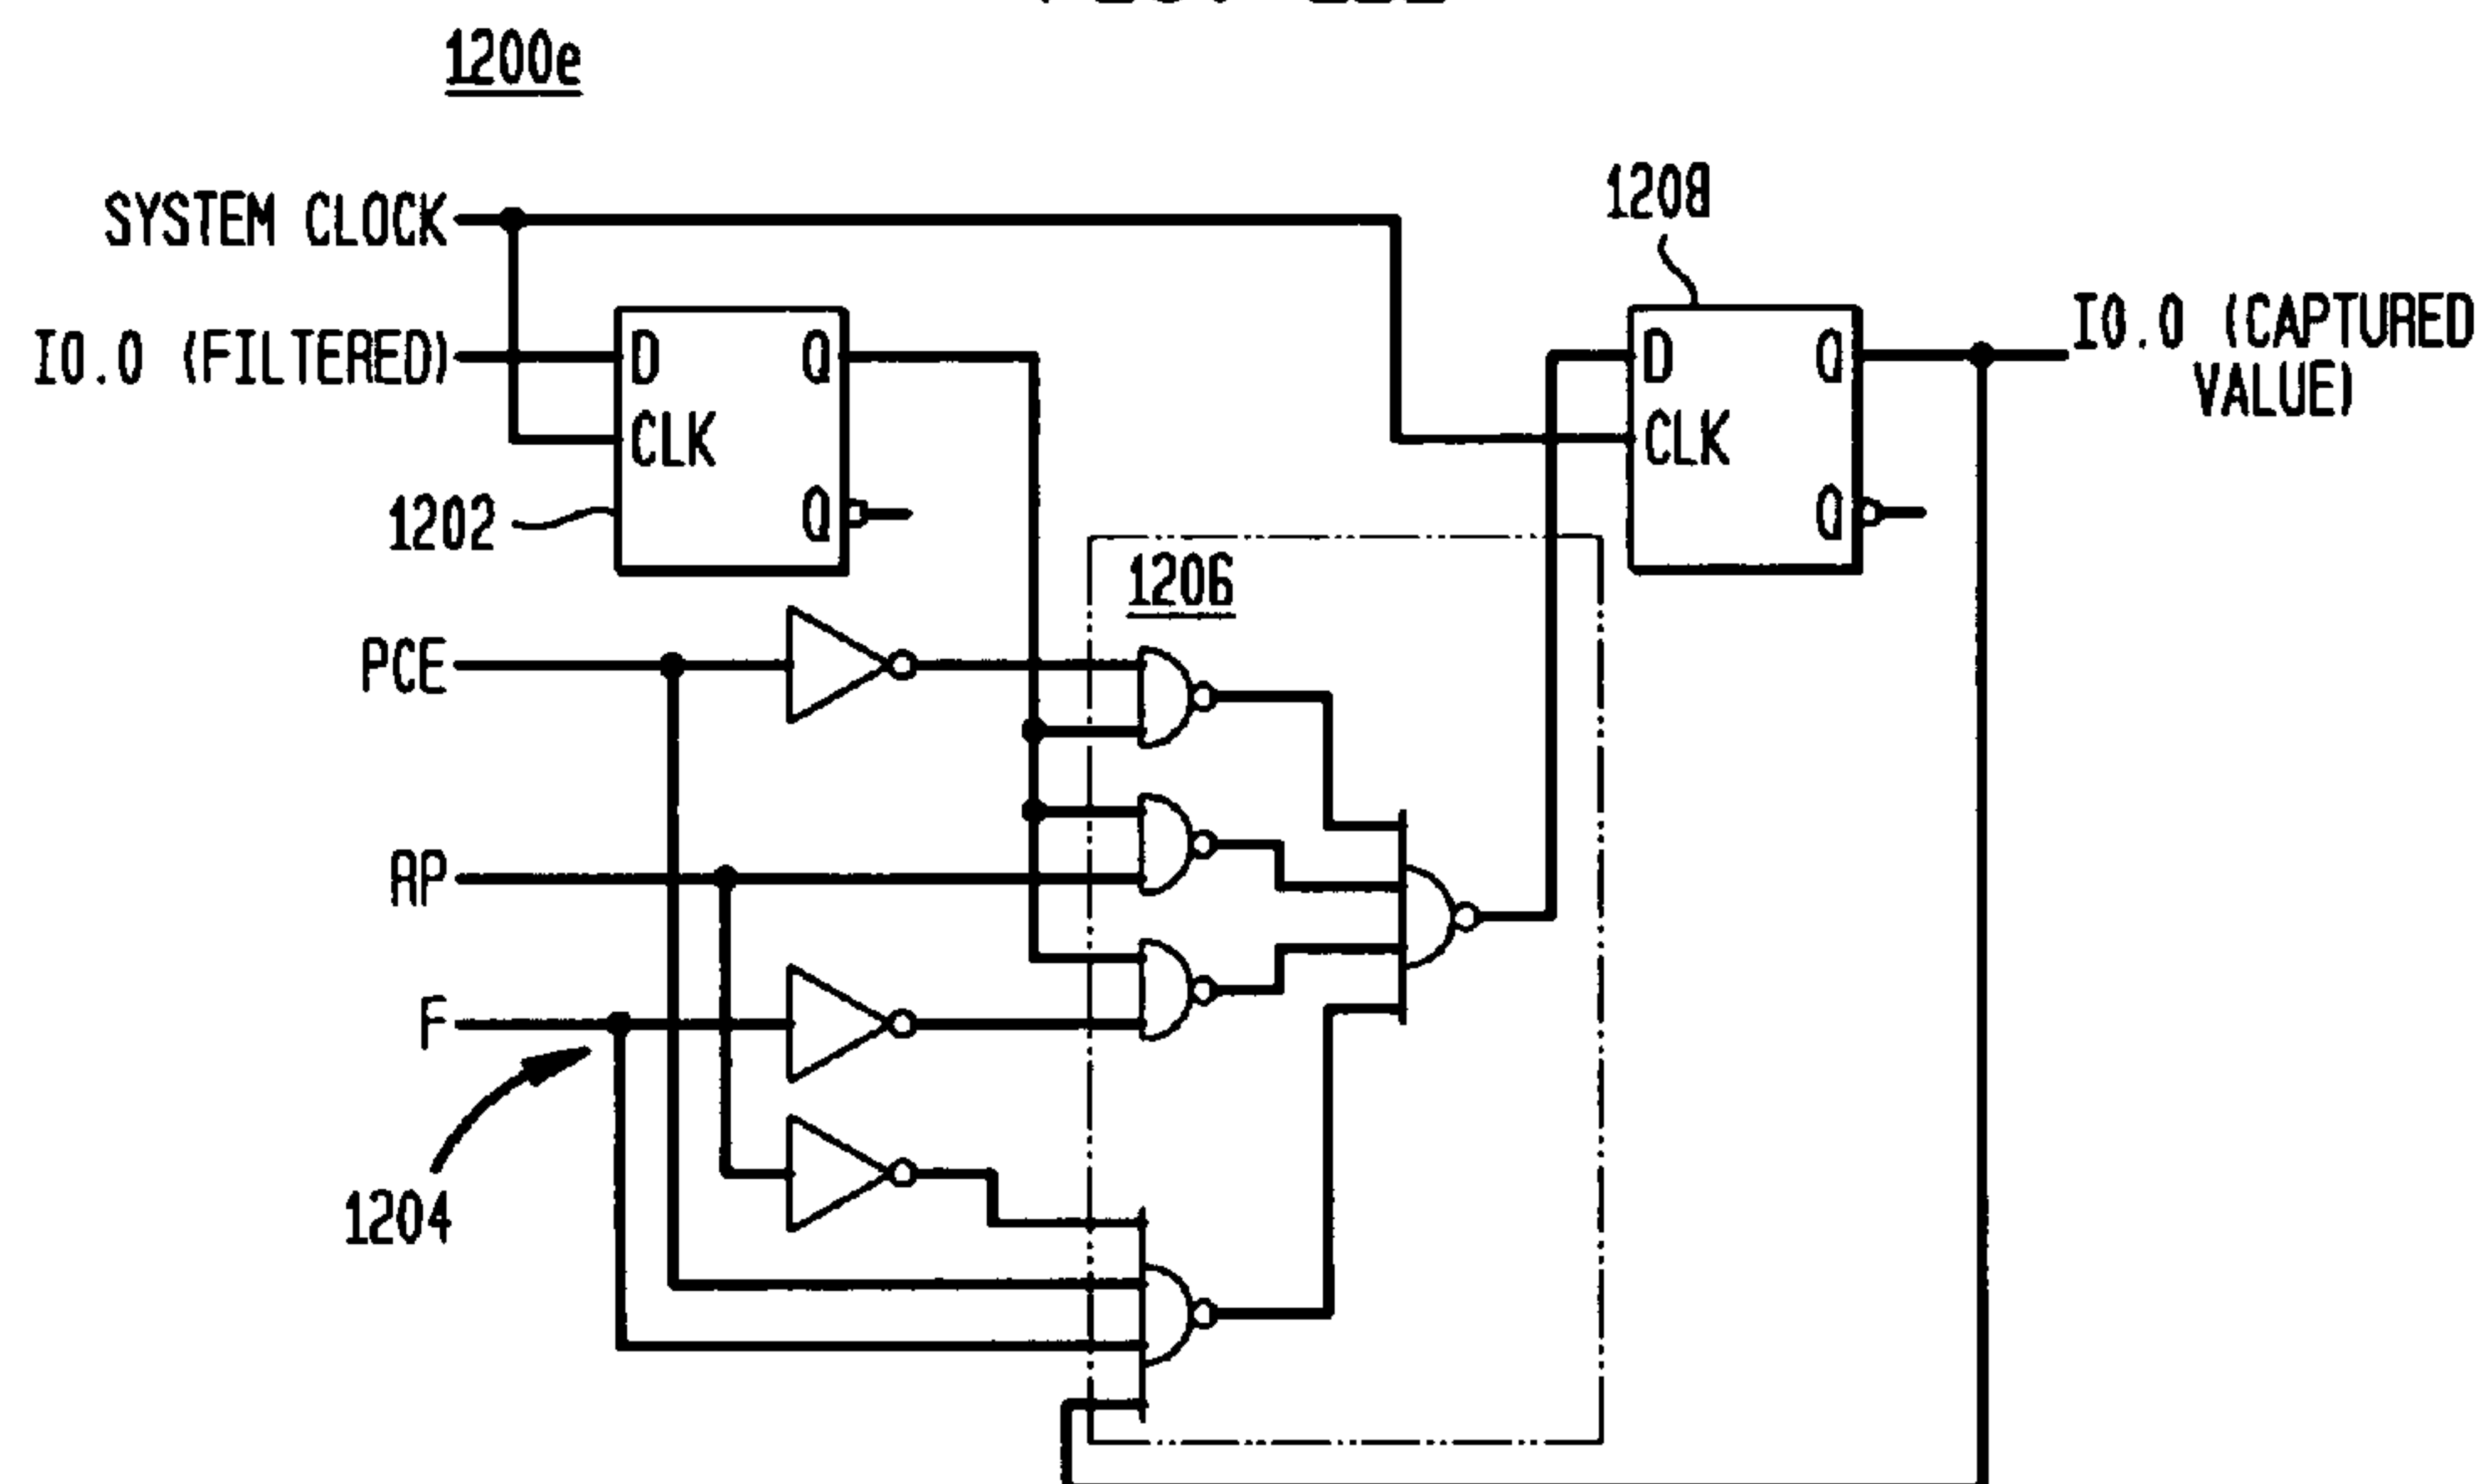 1200e
SYSTEM CLOCK
1208
I0.0 (FILTERED)
D
Q
CLK
Q
D
Q
CLK
Q
I0.0 (CAPTURED
VALUE)
1202
1206
PCE
RP
F
1204